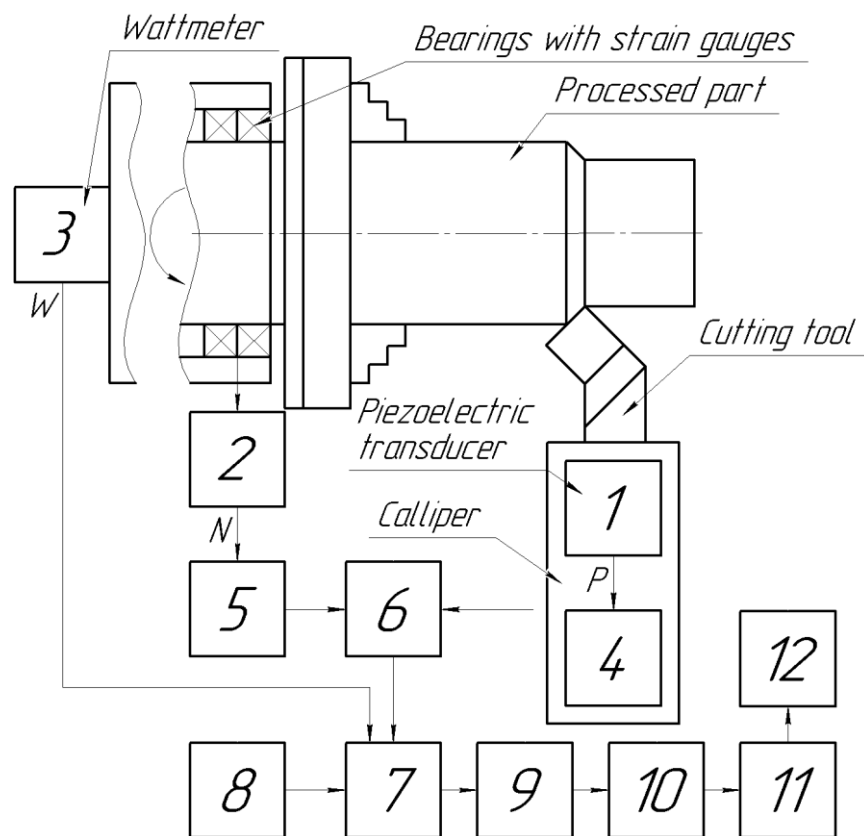 Wattmeter
Bearings with strain gauges
Processed part
3
W
Cutting tool
Piezoelectric
transducer
2
1
Calliper
N
P
5
6
4
12
8
7
9
10
11